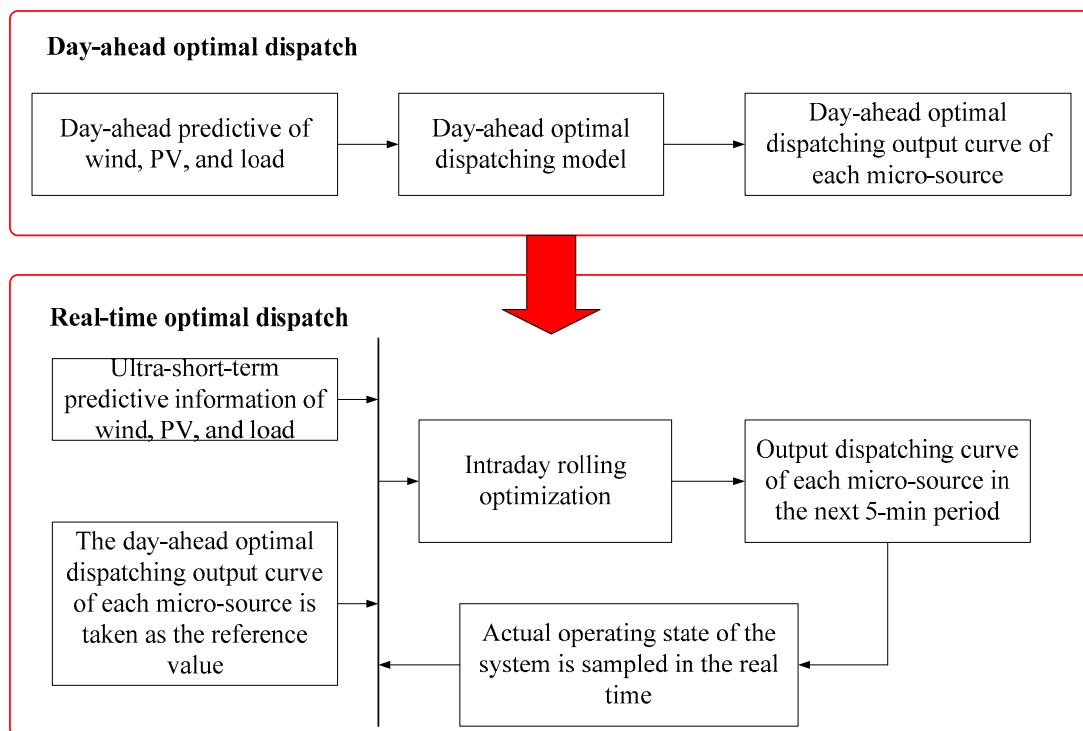 Day-ahead optimal dispatch
Day-ahead predictive of
wind, PV, and load
Day-ahead optimal
dispatching model
Day-ahead optimal
dispatching output curve of
each micro-source
Real-time optimal dispatch
Ultra-short-term
predictive information of
wind, PV, and load
The day-ahead optimal
dispatching output curve
of each micro-source is
taken as the reference
value
Intraday rolling
optimization
Output dispatching curve
of each micro-source in
the next 5-min period
Actual operating state of the
system is sampled in the real
time